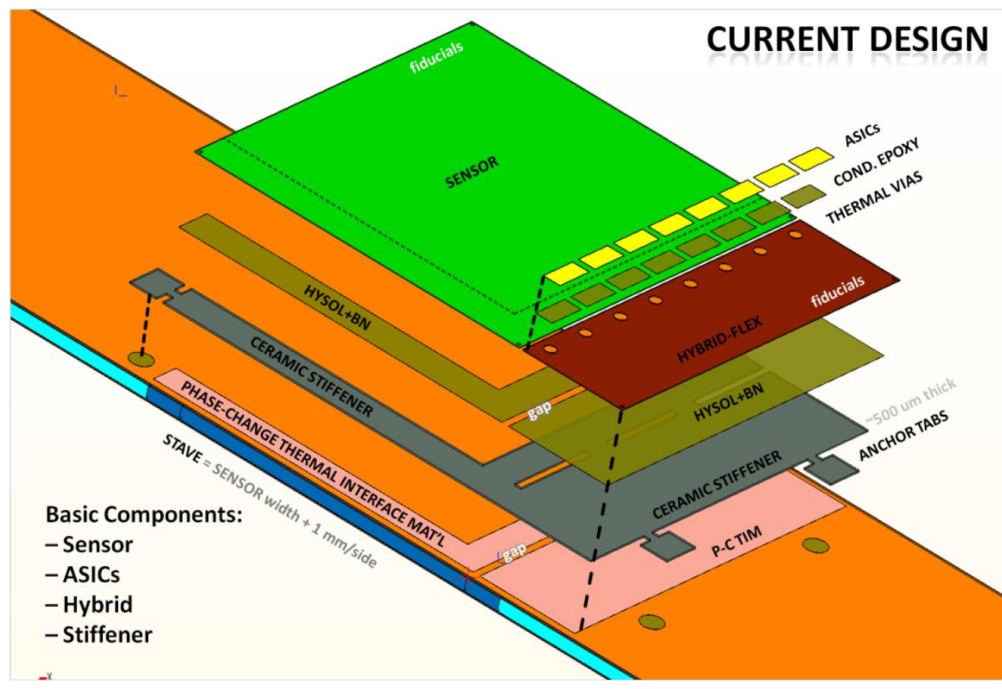 CURRENT DESIGN
fiducials
SENSOR
ASICs
COND. EPOXY
THERMAL VIAS
HYSOL+BN
fiducials
HYBRID-FLEX
CERAMIC STIFFENER
gap
HYSOL+BN
~500 um thick
ANCHOR TABS
PHASE-CHANGE THERMAL INTERFACE MAT'L
CERAMIC STIFFENER
STAVE = SENSOR width + 1 mm/side
gap
P-C TIM
Basic Components:
– Sensor
– ASICs
– Hybrid
– Stiffener
X